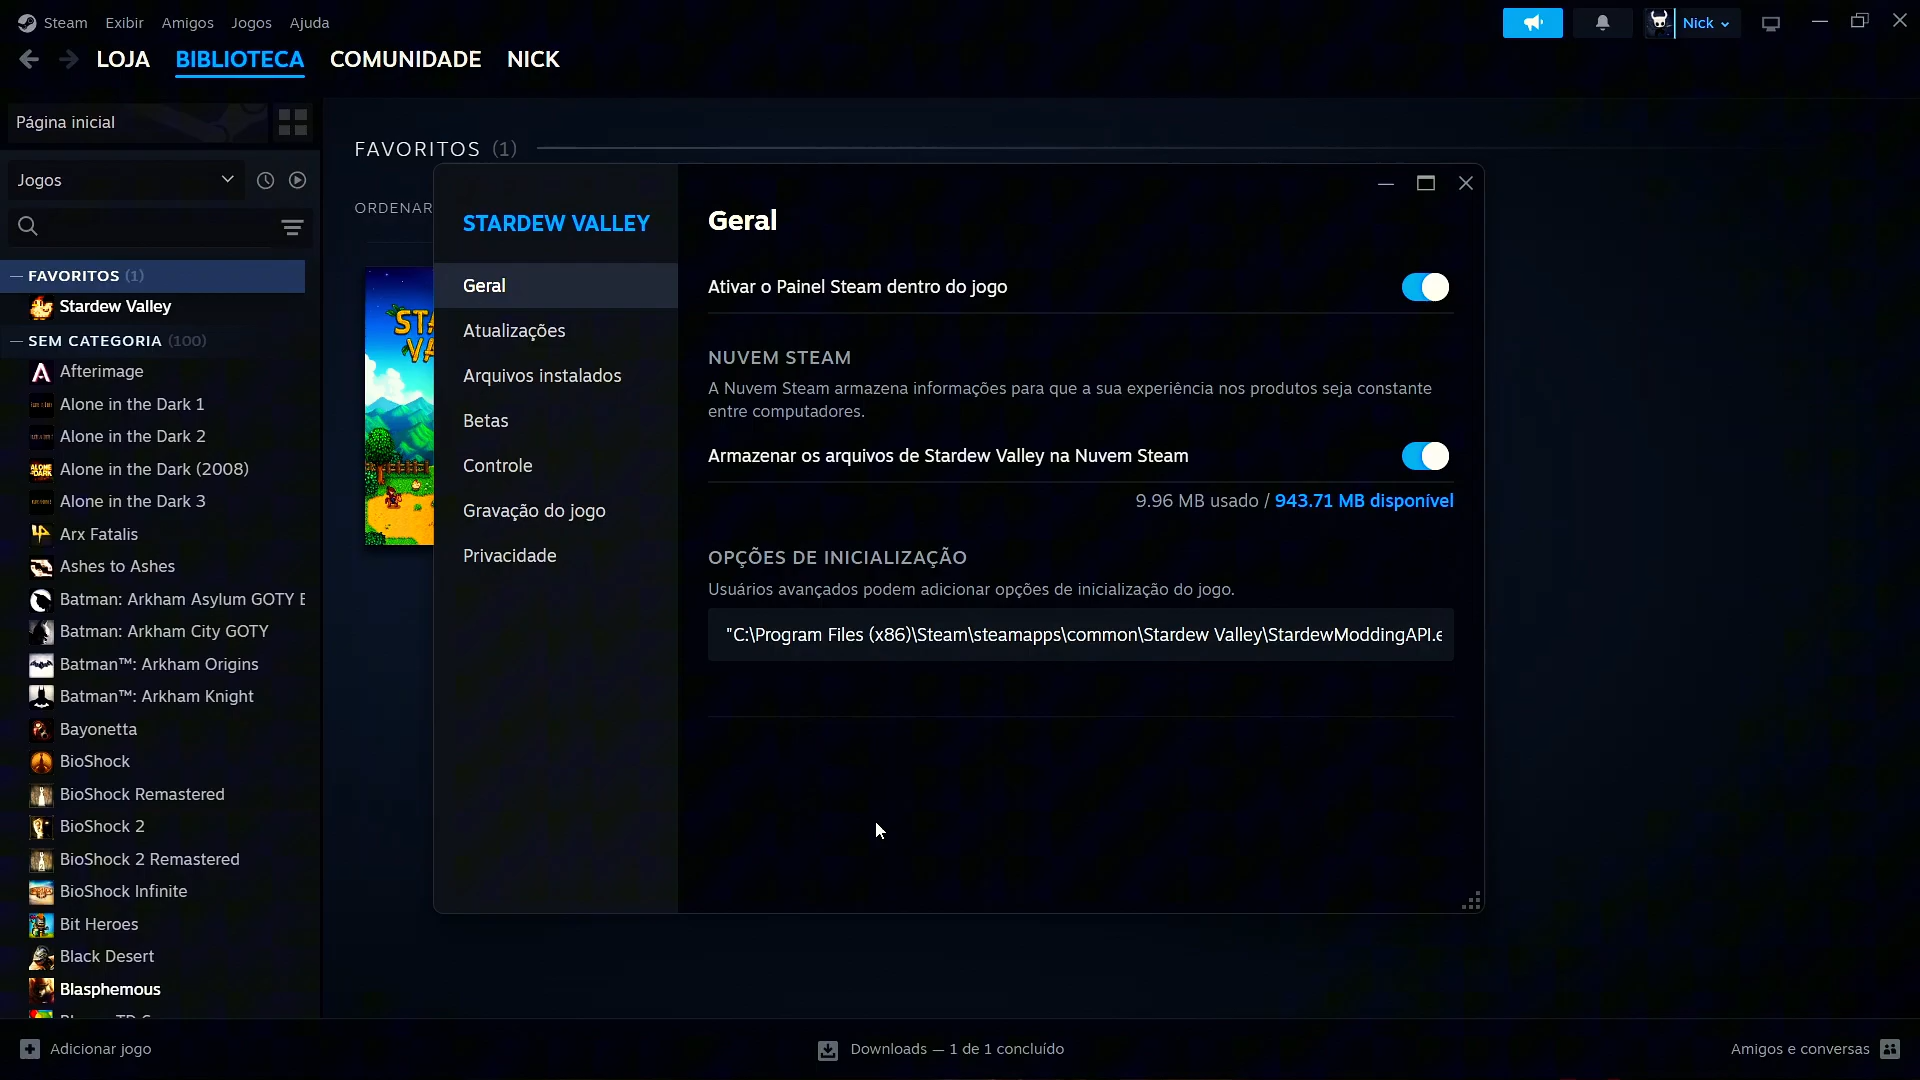 Steam Exibir Amigos Jogos Ajuda
Nick
LOJA BIBLIOTECA COMUNIDADE NICK
Página inicial
FAVORITOS (1)
Jogos
ORDENAR
FAVORITOS (1)
Stardew Valley
SEM CATEGORIA (100)
Afterimage
Alone in the Dark 1
Alone in the Dark 2
Alone in the Dark (2008)
Alone in the Dark 3
Arx Fatalis
Ashes to Ashes
Batman: Arkham Asylum GOTY E
Batman: Arkham City GOTY
Batman™: Arkham Origins
Batman™: Arkham Knight
Bayonetta
BioShock
BioShock Remastered
BioShock 2
BioShock 2 Remastered
BioShock Infinite
Bit Heroes
Black Desert
Blasphemous
STARDEW VALLEY
Geral
Atualizações
Arquivos instalados
Betas
Controle
Gravação do jogo
Privacidade
Geral
Ativar o Painel Steam dentro do jogo
NUVEM STEAM
A Nuvem Steam armazena informações para que a sua experiência nos produtos seja constante
entre computadores.
Armazenar os arquivos de Stardew Valley na Nuvem Steam
9.96 MB usado / 943.71 MB disponível
OPÇÕES DE INICIALIZAÇÃO
Usuários avançados podem adicionar opções de inicialização do jogo.
"C:\Program Files (x86)\Steam\steamapps\common\Stardew Valley\StardewModdingAPI.e
Adicionar jogo
Downloads — 1 de 1 concluído
Amigos e conversas